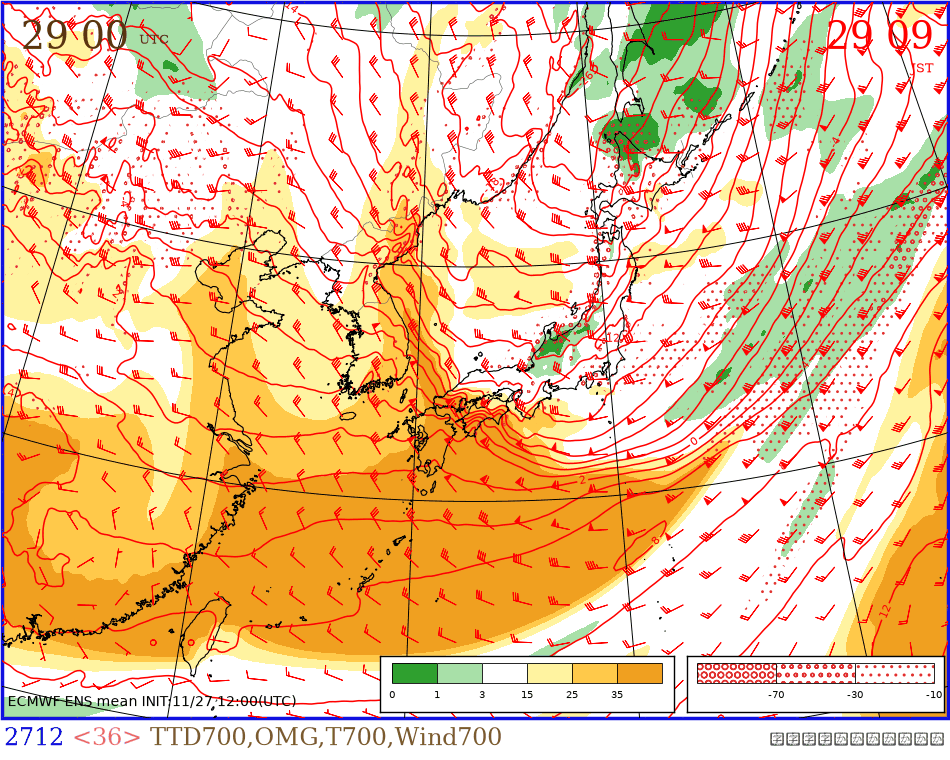 29 00 UTC
29 09
JST
0 1 3 15 25 35
-70 -30 -10
ECMWF ENS mean INIT:11/27,12:00(UTC)
2712 <36> TTD700,OMG,T700,Wind700